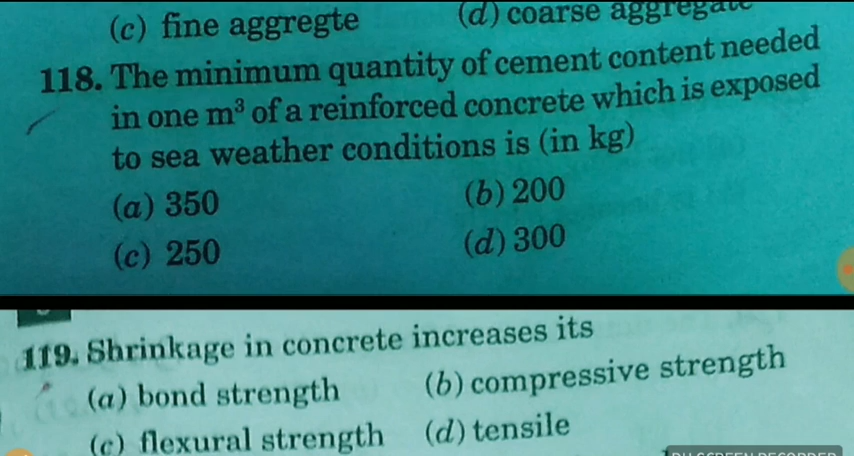 (c) fine aggregte (d) coarse aggregate
118. The minimum quantity of cement content needed
in one m³ of a reinforced concrete which is exposed
to sea weather conditions is (in kg)
(a) 350 (b) 200
(c) 250 (d) 300
119. Shrinkage in concrete increases its
(a) bond strength (b) compressive strength
(c) flexural strength (d) tensile